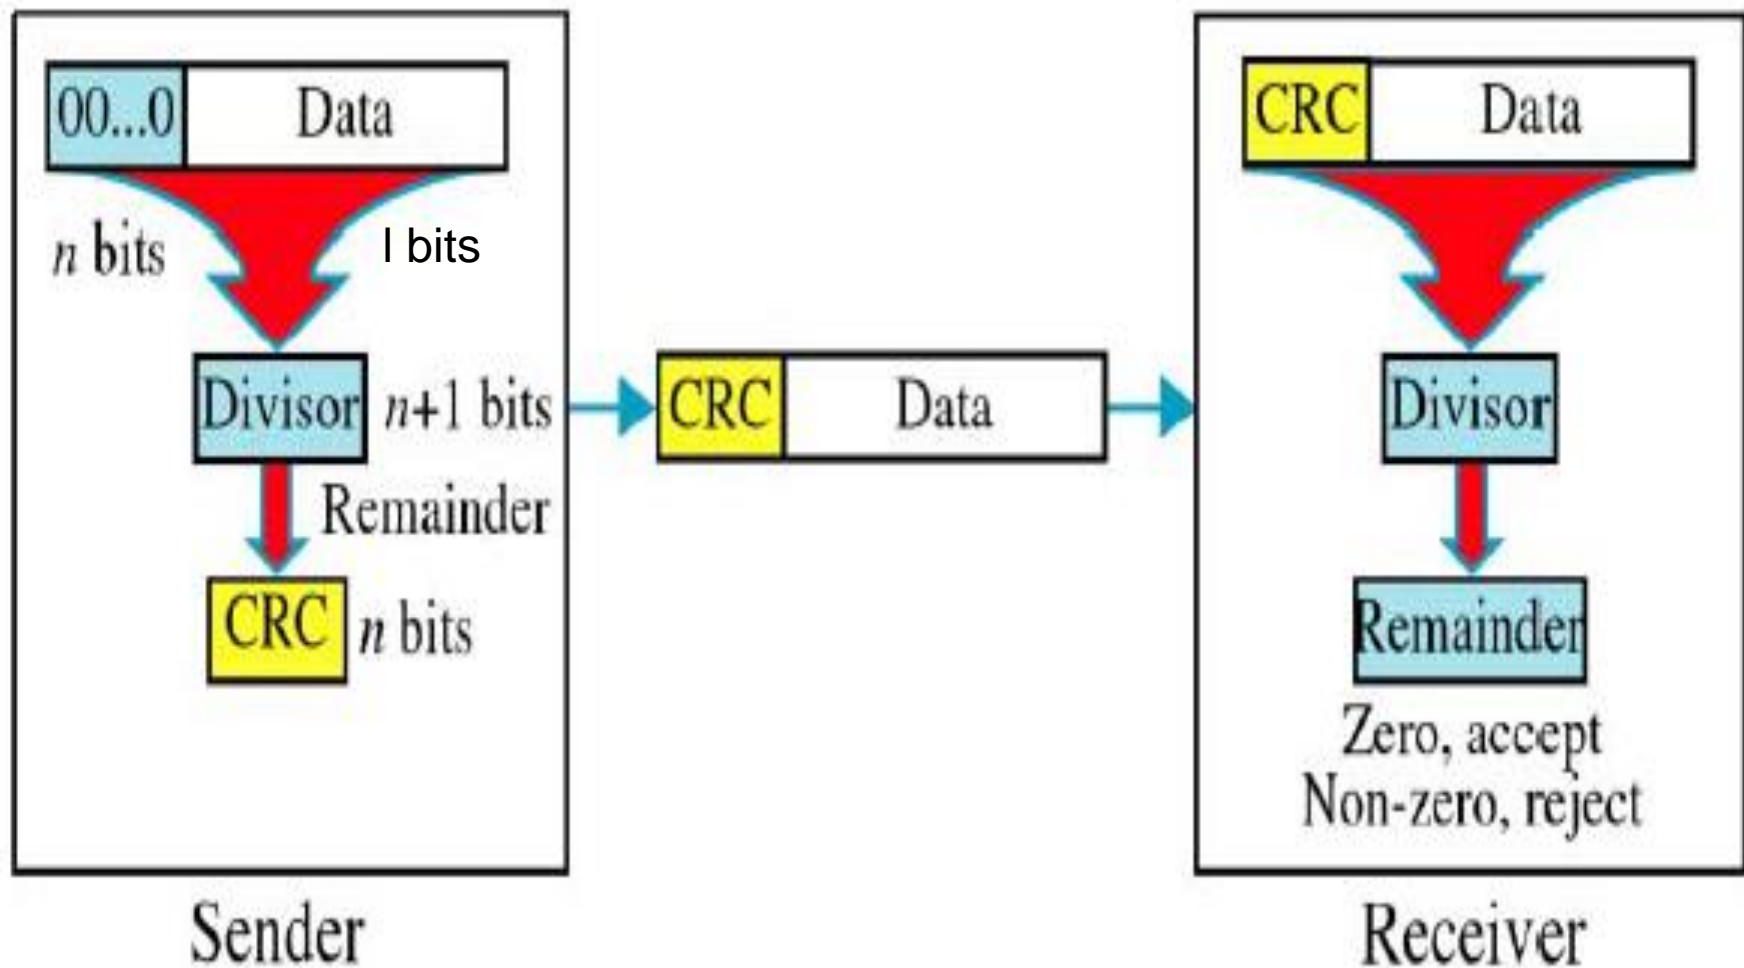 00...0 Data
n bits
l bits
Divisor n+1 bits
Remainder
CRC n bits
Sender
CRC Data
CRC Data
Divisor
Remainder
Zero, accept
Non-zero, reject
Receiver